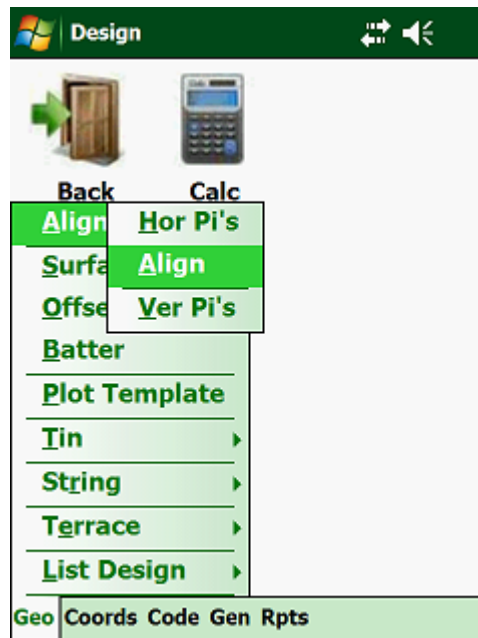 Design
Back Calc
Align Hor Pi's
Surfa Align
Offse Ver Pi's
Batter
Plot Template
Tin
String
Terrace
List Design
Geo Coords Code Gen Rpts